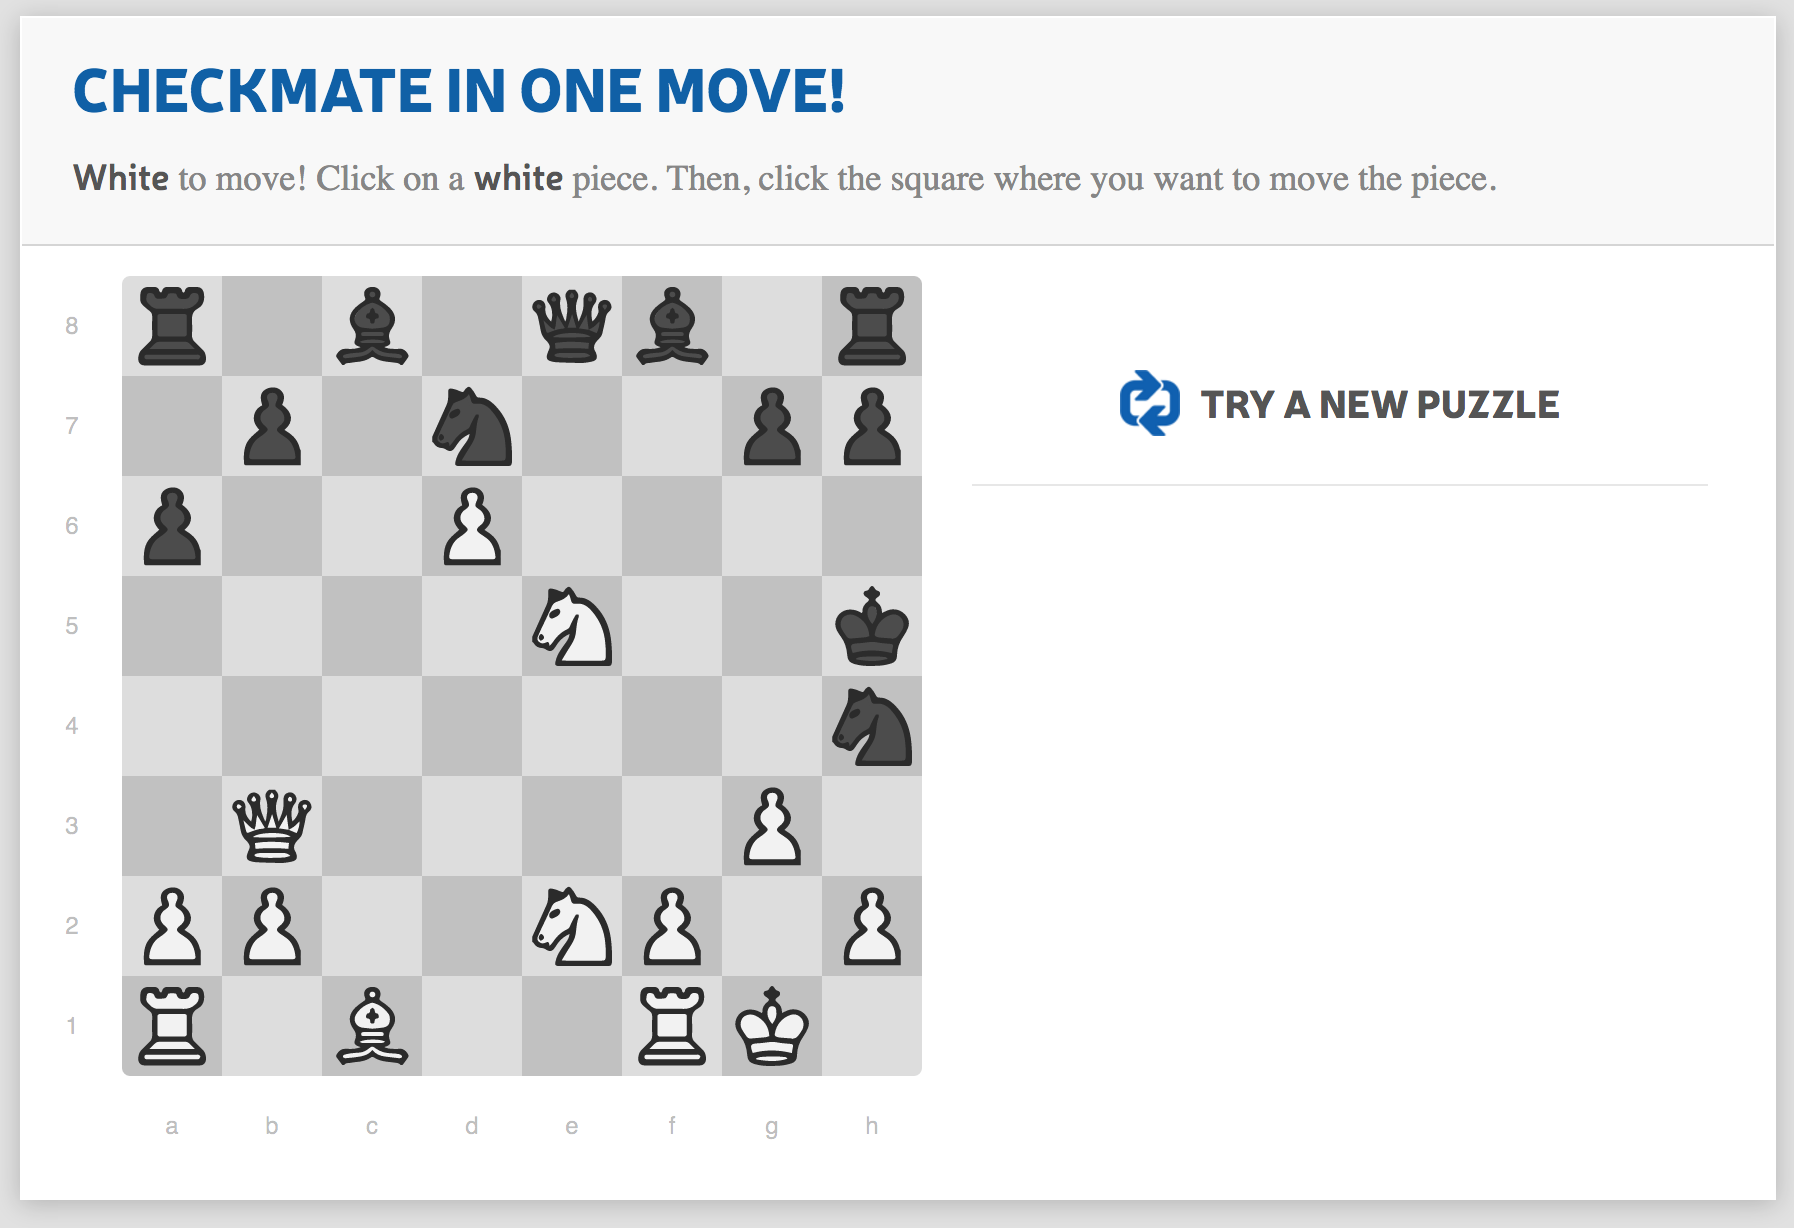 CHECKMATE IN ONE MOVE!
White to move! Click on a white piece. Then, click the square where you want to move the piece.
8
7
TRY A NEW PUZZLE
6
5
4
3
2
1
a b c d e f g h